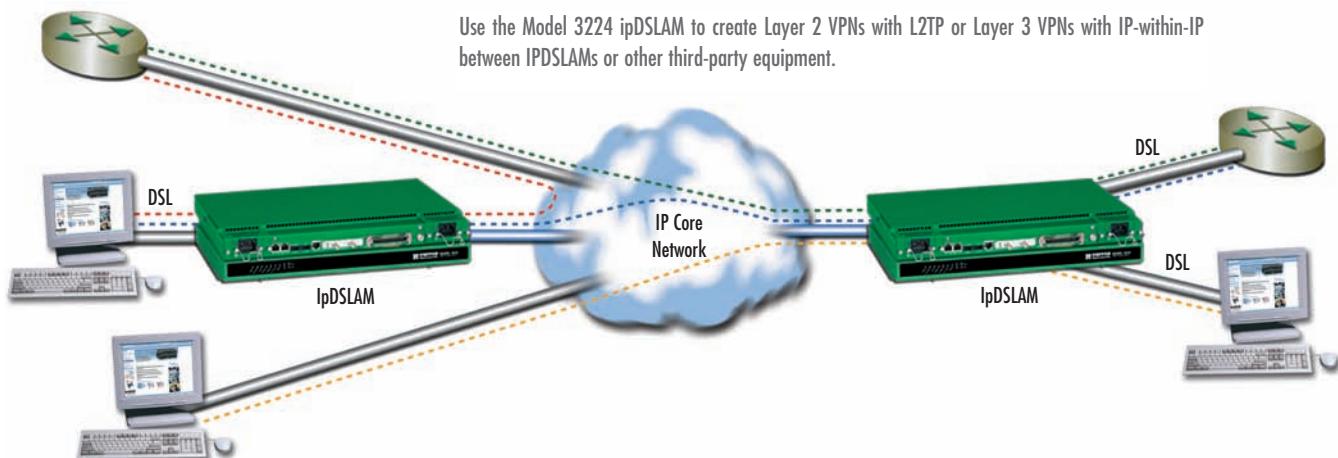 Use the Model 3224 ipDSLAM to create Layer 2 VPNs with L2TP or Layer 3 VPNs with IP-within-IP
between IPDSLAMs or other third-party equipment.
DSL
DSL
IP Core
Network
DSL
IpDSLAM
IpDSLAM